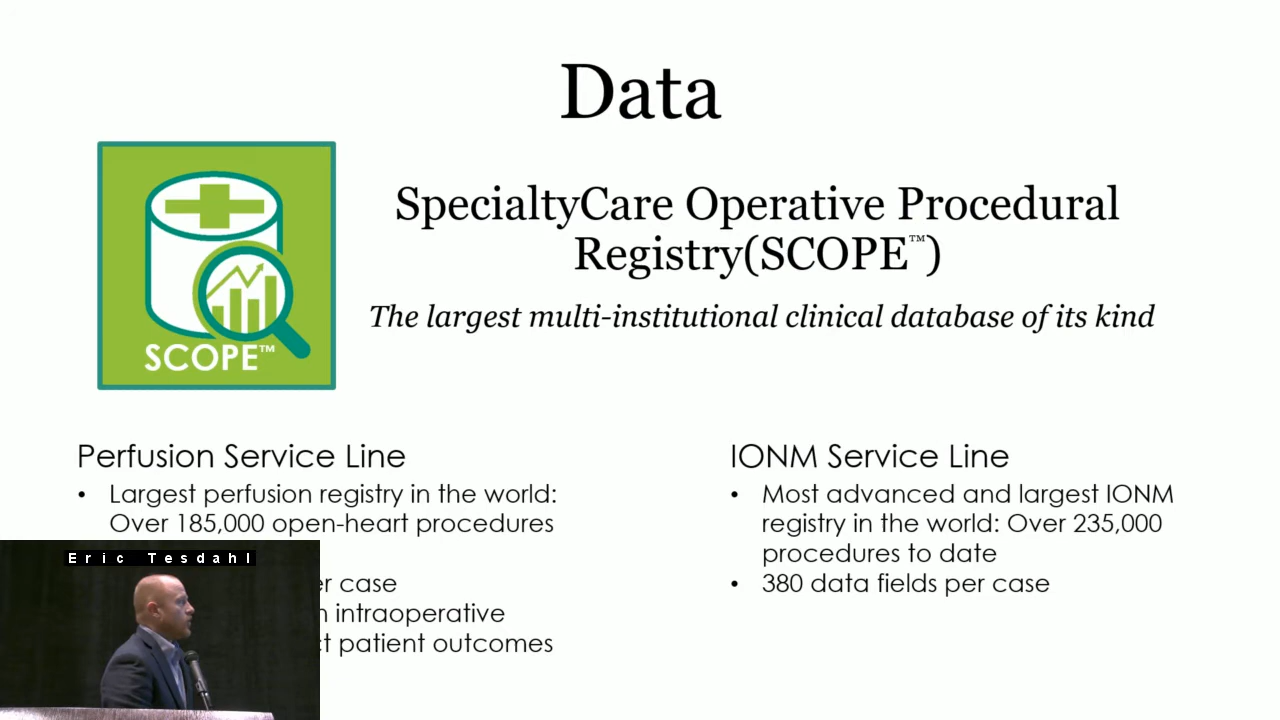 Data
SCOPE™
SpecialtyCare Operative Procedural
Registry(SCOPE™)
The largest multi-institutional clinical database of its kind
Perfusion Service Line
• Largest perfusion registry in the world:
Over 185,000 open-heart procedures
case
intraoperative
patient outcomes
IONM Service Line
• Most advanced and largest IONM
registry in the world: Over 235,000
procedures to date
• 380 data fields per case
Eric Tesdahl